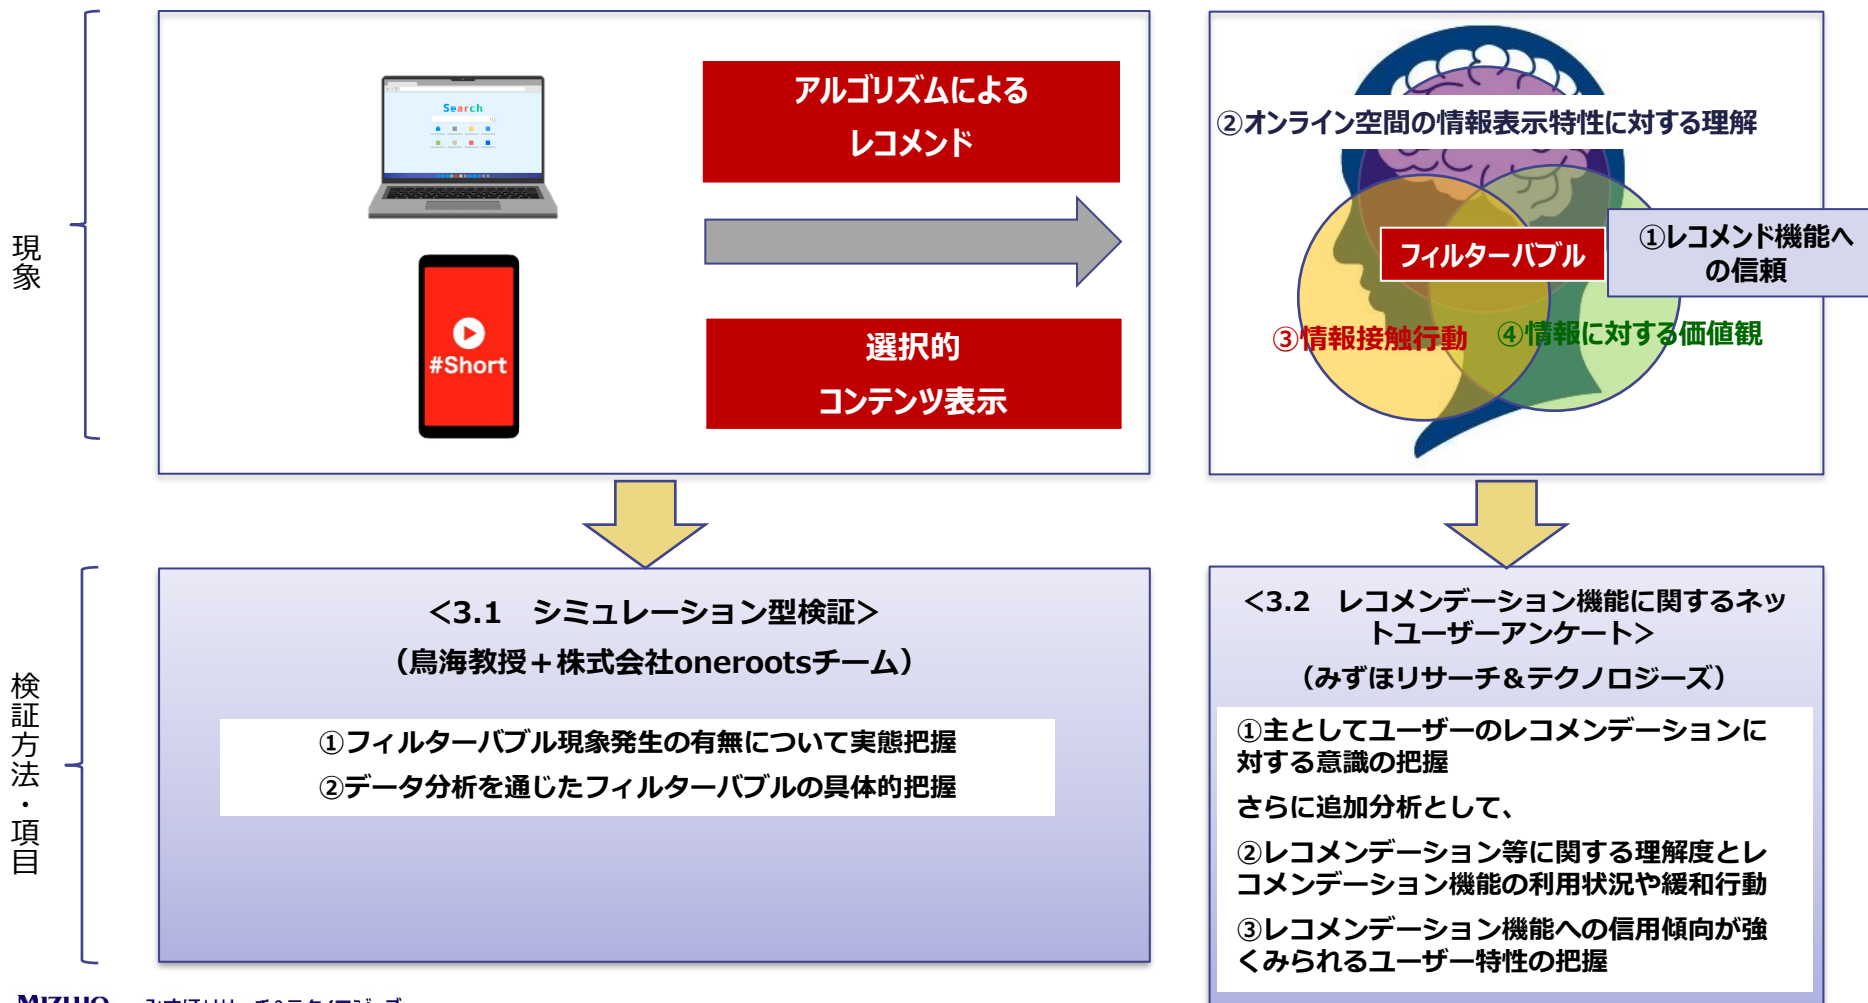 現象
Search
#Short
アルゴリズムによる
レコメンド
選択的
コンテンツ表示
②オンライン空間の情報表示特性に対する理解
フィルターバブル
①レコメンド機能へ
の信頼
③情報接触行動
④情報に対する価値観
検証方法・項目
<3.1　シミュレーション型検証>
（鳥海教授＋株式会社onerootsチーム）
①フィルターバブル現象発生の有無について実態把握
②データ分析を通じたフィルターバブルの具体的把握
<3.2　レコメンデーション機能に関するネッ
トユーザーアンケート>
（みずほリサーチ＆テクノロジーズ）
①主としてユーザーのレコメンデーションに
対する意識の把握
さらに追加分析として、
②レコメンデーション等に関する理解度とレ
コメンデーション機能の利用状況や緩和行動
③レコメンデーション機能への信用傾向が強
くみられるユーザー特性の把握